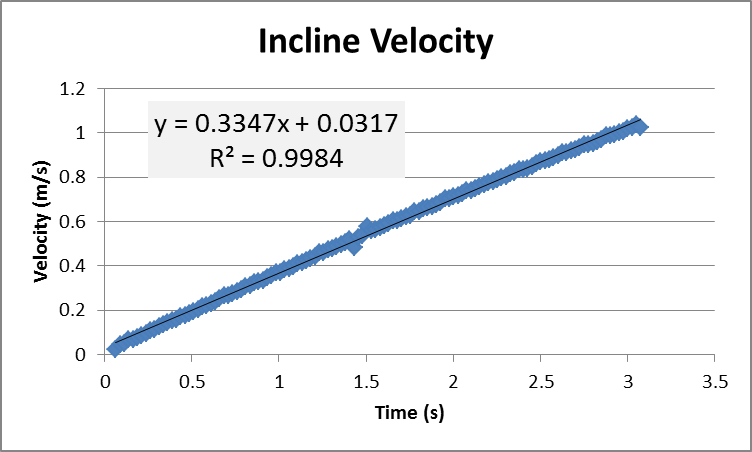 Incline Velocity
y = 0.3347x + 0.0317
R² = 0.9984
1.2
1
0.8
0.6
0.4
0.2
0
Velocity (m/s)
0 0.5 1 1.5 2 2.5 3 3.5
Time (s)